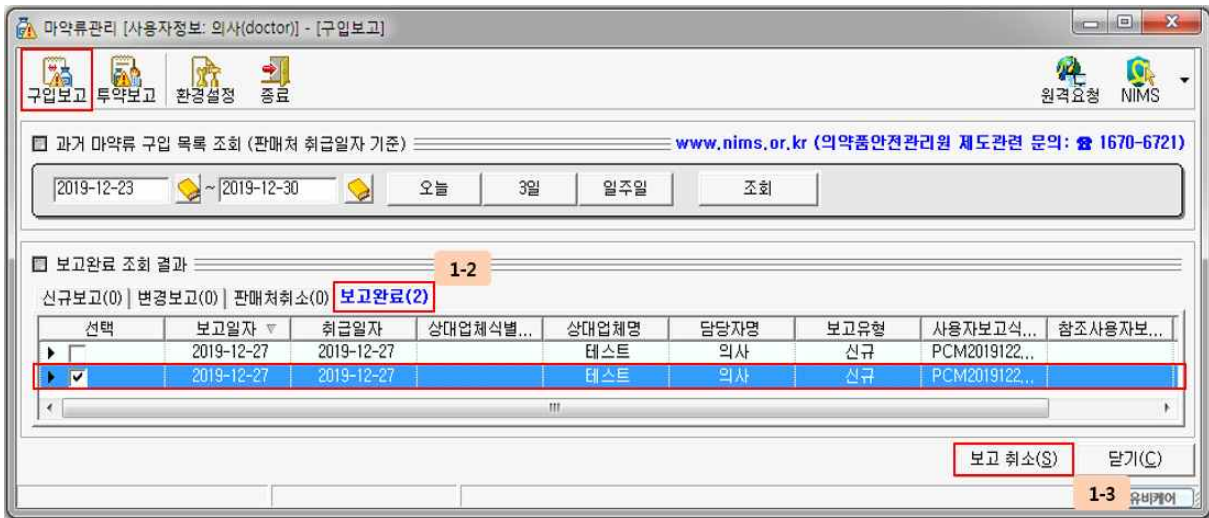 마약류관리 [사용자정보: 의사(doctor)] - [구입보고]
구입보고 투약보고 환경설정 종료 원격요청 NIMS
과거 마약류 구입 목록 조회 (판매처 취급일자 기준) www.nims.or.kr (의약품안전관리원 제도관련 문의: ☎ 1670-6721)
2019-12-23 ~ 2019-12-30 오늘 3일 일주일 조회
보고완료 조회 결과 1-2
신규보고(0) | 변경보고(0) | 판매처취소(0) 보고완료(2)
선택 보고일자 취급일자 상대업체식별... 상대업체명 담당자명 보고유형 사용자보고식... 참조사용자보...
2019-12-27 2019-12-27 테스트 의사 신규 PCM2019122...
2019-12-27 2019-12-27 테스트 의사 신규 PCM2019122...
보고 취소(S) 닫기(C)
1-3 유비케어